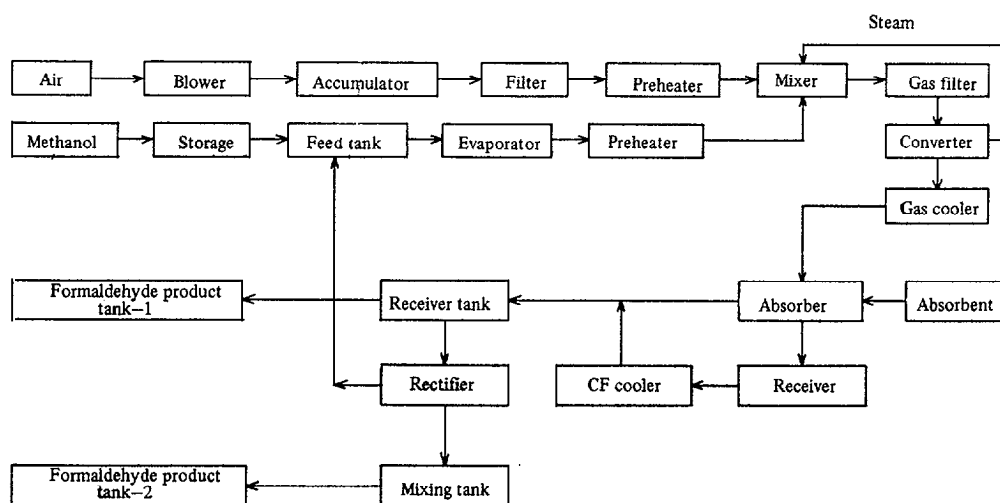 Steam
Air
Blower
Accumulator
Filter
Preheater
Mixer
Gas filter
Methanol
Storage
Feed tank
Evaporator
Preheater
Converter
Gas cooler
Formaldehyde product
tank-1
Receiver tank
Absorber
Absorbent
Rectifier
CF cooler
Receiver
Formaldehyde product
tank-2
Mixing tank